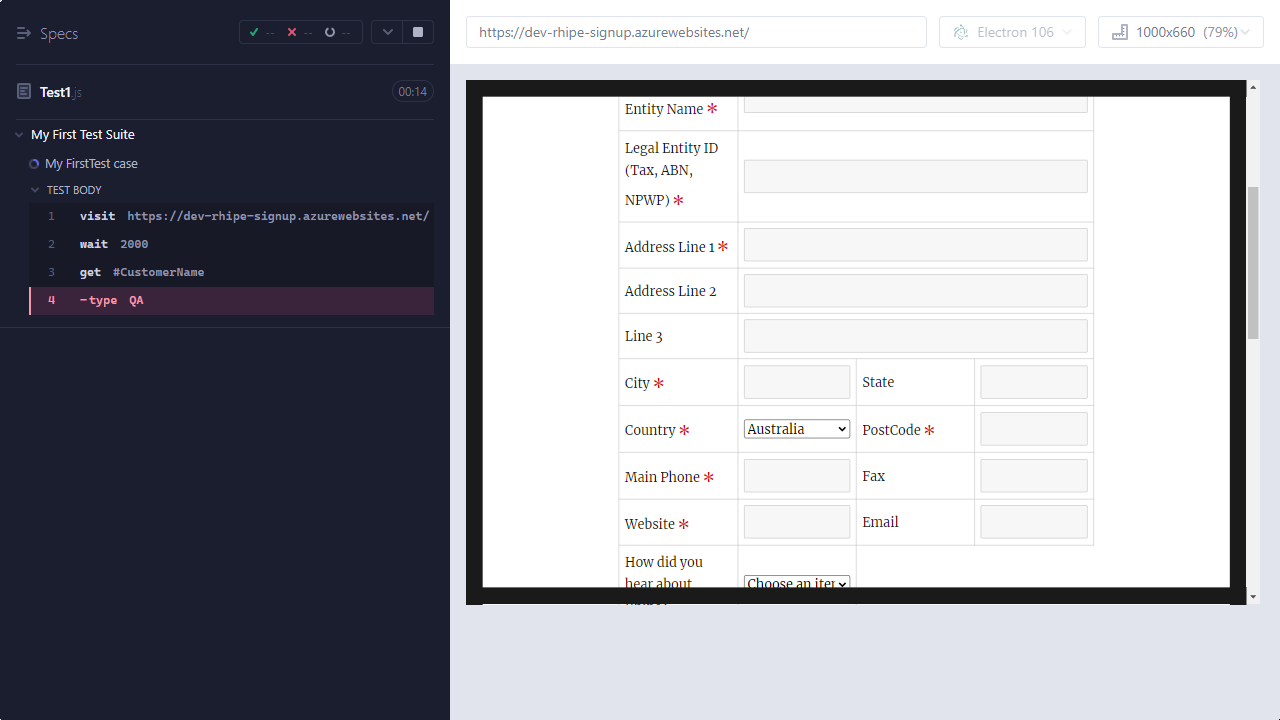 Specs
--
--
--
https://dev-rhipe-signup.azurewebsites.net/
Electron 106
1000x660 (79%)
Test1.js
00:14
My First Test Suite
My FirstTest case
TEST BODY
1 visit https://dev-rhipe-signup.azurewebsites.net/
2 wait 2000
3 get #CustomerName
4 -type QA
Entity Name *
Legal Entity ID
(Tax, ABN,
NPWP) *
Address Line 1 *
Address Line 2
Line 3
City *
State
Country *
Australia
PostCode *
Main Phone *
Fax
Website *
Email
How did you
hear about
Choose an iter